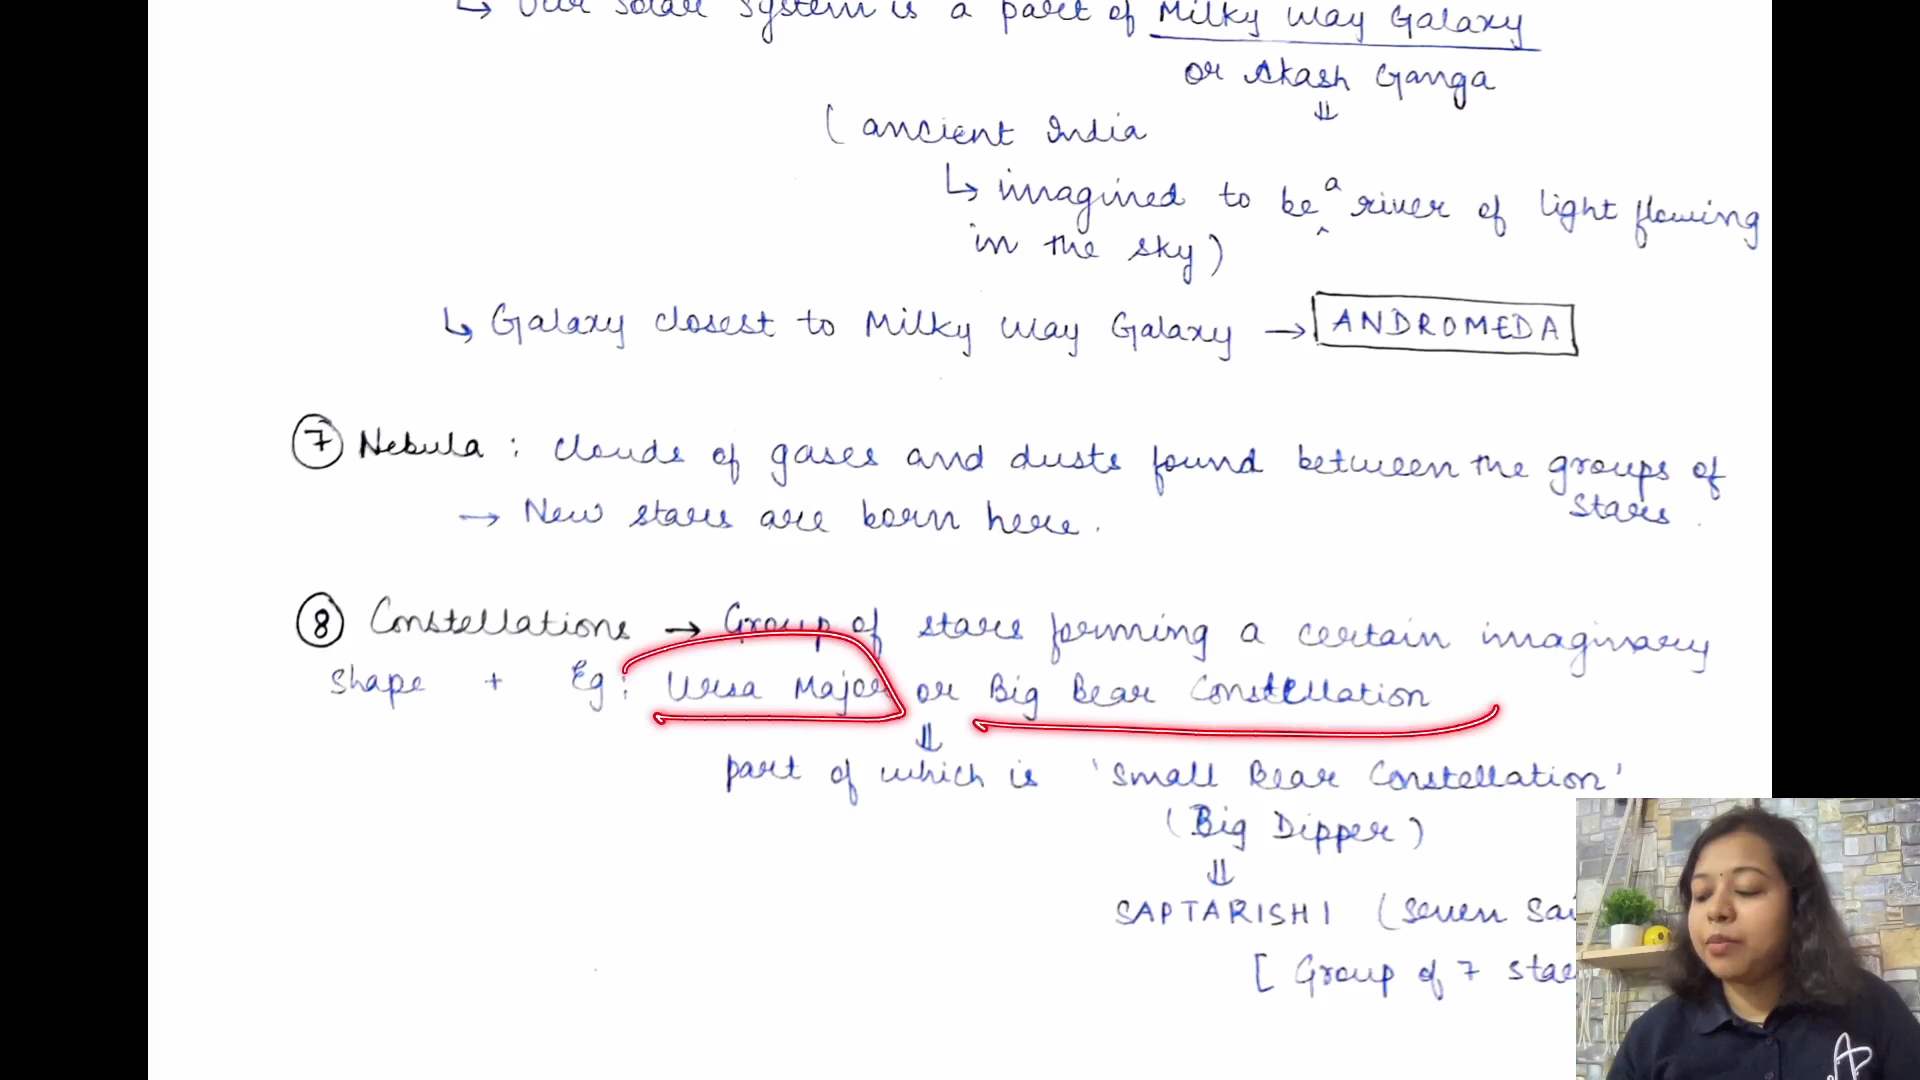 ↳ Our solar system is a part of Milky Way Galaxy
or Akash Ganga
⇓
(ancient India
↳ imagined to be a river of light flowing
in the sky)
↳ Galaxy closest to Milky Way Galaxy → ANDROMEDA
⑦ Nebula : Clouds of gases and dusts found between the groups of
stars.
→ New stars are born here.
⑧ Constellations → Group of stars forming a certain imaginary
shape + Eg: Ursa Major or Big Bear Constellation
⇓
part of which is 'Small Bear Constellation'
(Big Dipper)
⇓
SAPTARISHI (Seven Sai
[Group of 7 sta